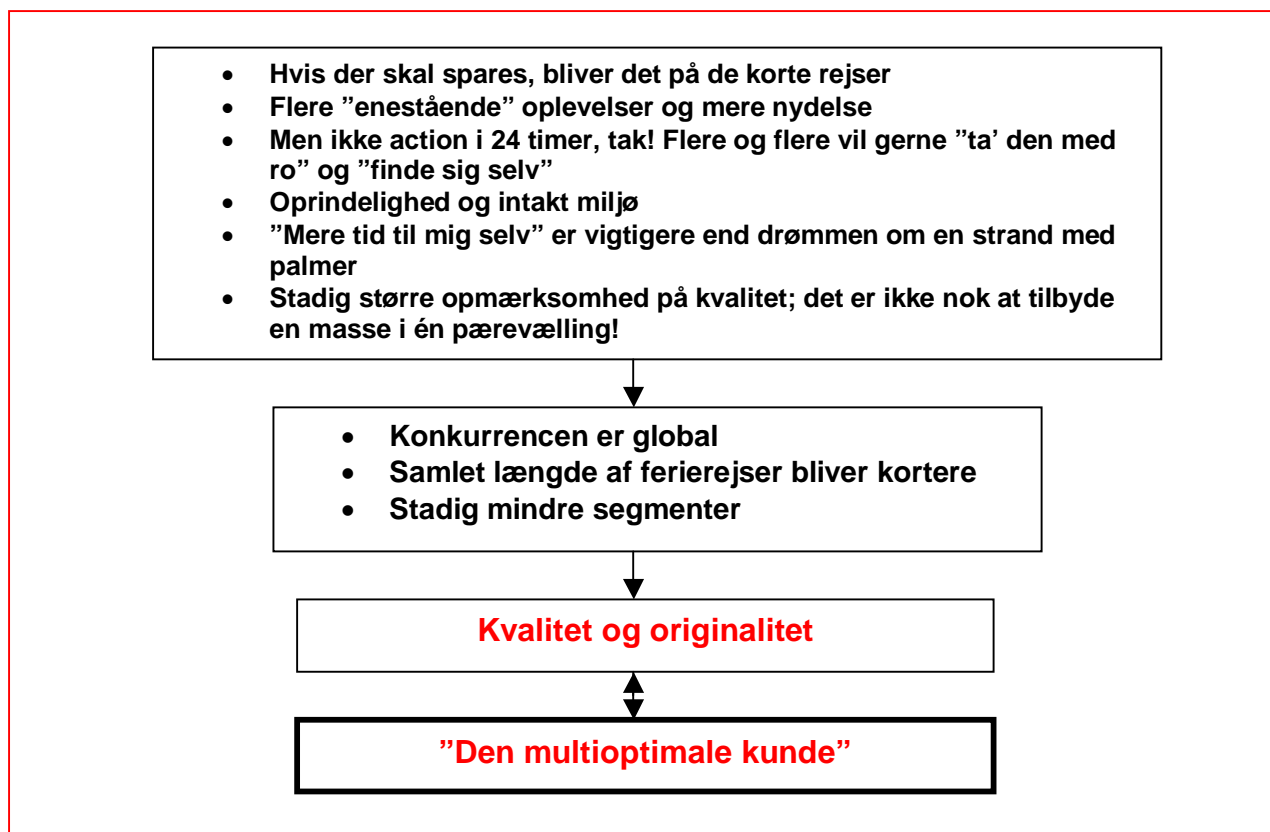 • Hvis der skal spares, bliver det på de korte rejser
• Flere ”enestående” oplevelser og mere nydelse
• Men ikke action i 24 timer, tak! Flere og flere vil gerne ”ta’ den med
ro” og ”finde sig selv”
• Oprindelighed og intakt miljø
• ”Mere tid til mig selv” er vigtigere end drømmen om en strand med
palmer
• Stadig større opmærksomhed på kvalitet; det er ikke nok at tilbyde
en masse i én pærevælling!
• Konkurrencen er global
• Samlet længde af ferierejser bliver kortere
• Stadig mindre segmenter
Kvalitet og originalitet
”Den multioptimale kunde”